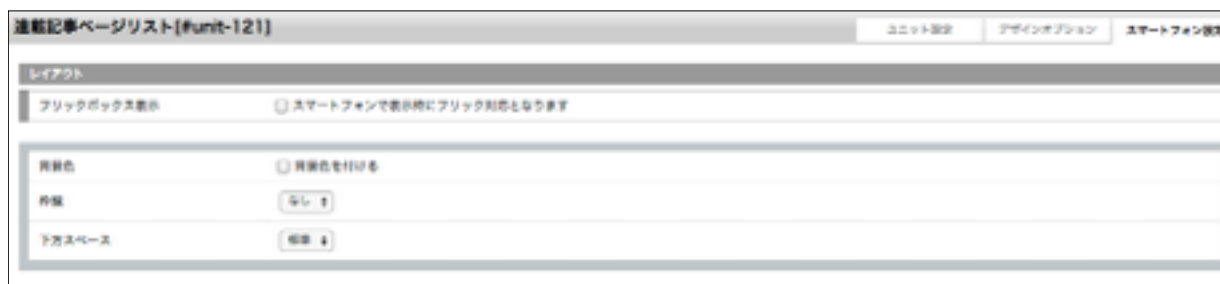 連載記事ページリスト[#unit-121]
ユニット設定 デザインオプション スマートフォン設定
レイアウト
フリックボックス表示 スマートフォンで表示時にフリック対応となります
背景色 背景色を付ける
枠線 なし
下方スペース 標準